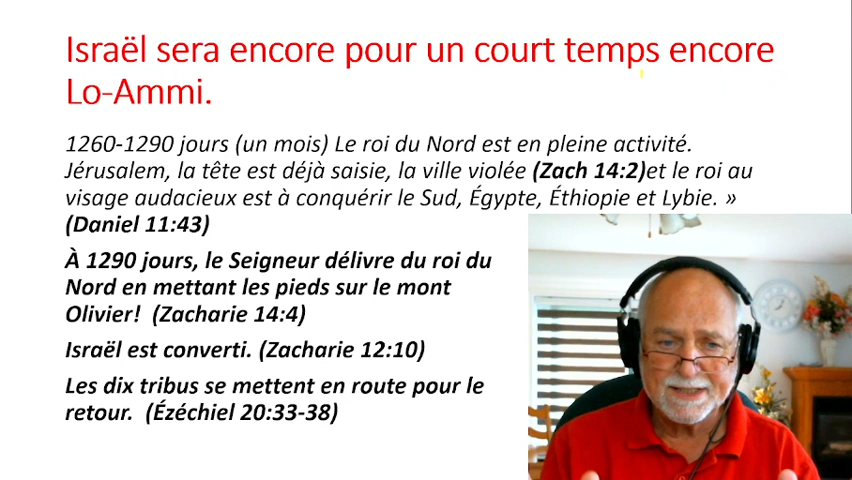 Israël sera encore pour un court temps encore
Lo-Ammi.
1260-1290 jours (un mois) Le roi du Nord est en pleine activité.
Jérusalem, la tête est déjà saisie, la ville violée (Zach 14:2)et le roi au
visage audacieux est à conquérir le Sud, Égypte, Éthiopie et Lybie. »
(Daniel 11:43)
À 1290 jours, le Seigneur délivre du roi du
Nord en mettant les pieds sur le mont
Olivier! (Zacharie 14:4)
Israël est converti. (Zacharie 12:10)
Les dix tribus se mettent en route pour le
retour. (Ézéchiel 20:33-38)